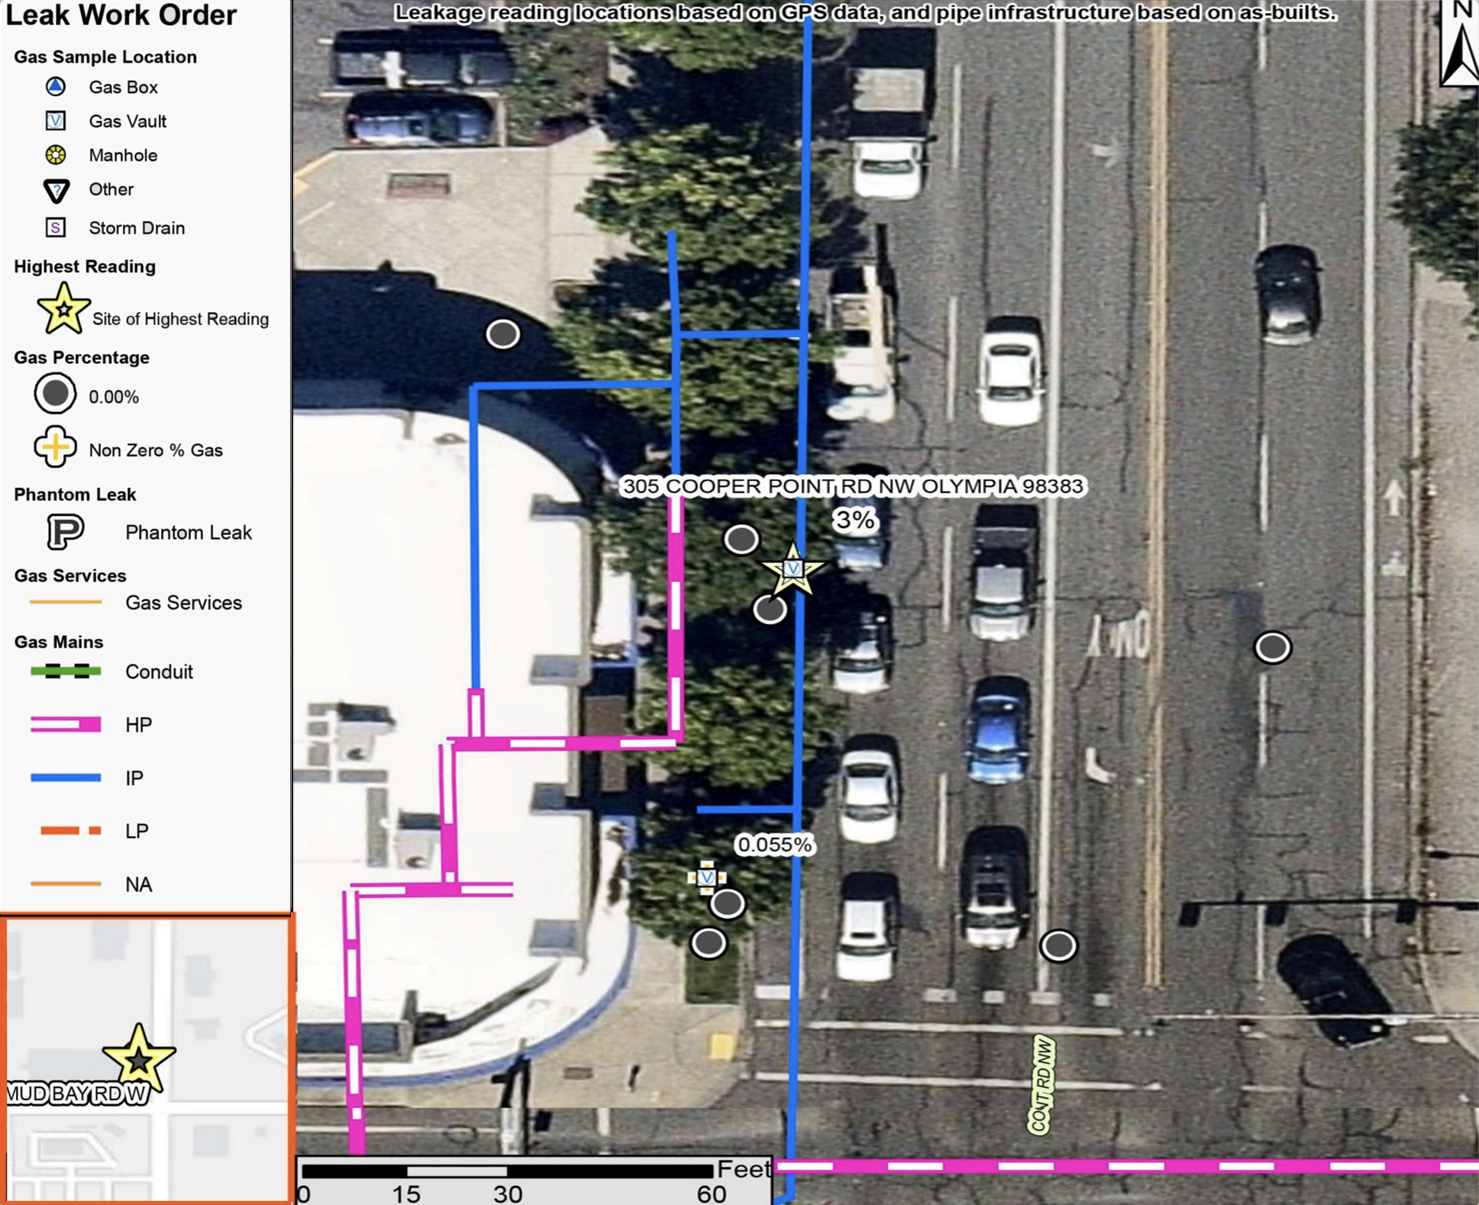 Leak Work Order
Gas Sample Location
Gas Box
V
Gas Vault
Manhole
?
Other
S
Storm Drain
Highest Reading
Site of Highest Reading
Gas Percentage
0.00%
Non Zero % Gas
Phantom Leak
P
Phantom Leak
Gas Services
Gas Services
Gas Mains
Conduit
HP
IP
LP
NA
MUD BAY RD W
Leakage reading locations based on GPS data, and pipe infrastructure based on as-builts.
N
305 COOPER POINT RD NW OLYMPIA 98383
3%
V
ONLY
0.055%
V
CONT RD NW
Feet
0 15 30 60